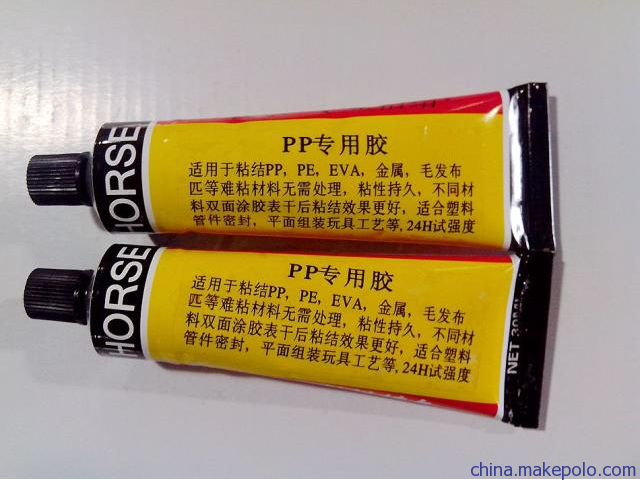 HORSE
PP专用胶
适用于粘结PP，PE，EVA，金属，毛发布
匹等难粘材料无需处理，粘性持久，不同材
料双面涂胶表干后粘结效果更好，适合塑料
管件密封，平面组装玩具工艺等,24H试强度
HORSE
PP专用胶
适用于粘结PP，PE，EVA，金属，毛发布
匹等难粘材料无需处理，粘性持久，不同材
料双面涂胶表干后粘结效果更好，适合塑料
管件密封，平面组装玩具工艺等,24H试强度
NET 30ML
china.makepolo.com